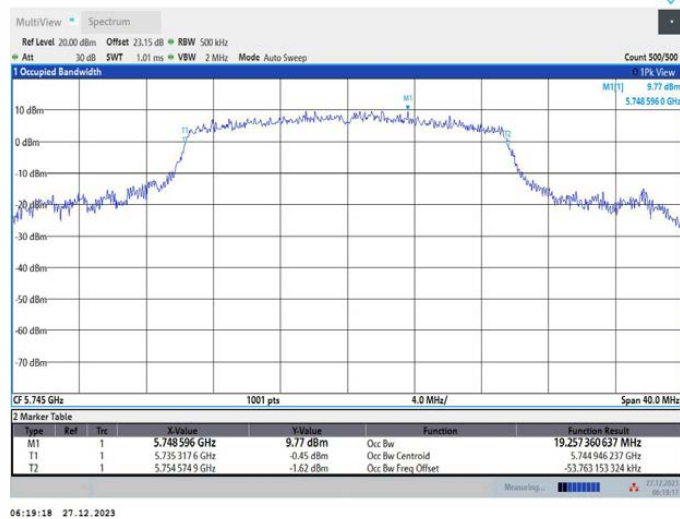 MultiView Spectrum
Ref Level 20.00 dBm Offset 23.15 dB RBW 500 kHz
Att 30 dB SWT 1.01 ms VBW 2 MHz Mode Auto Sweep Count 500/500
1 Occupied Bandwidth 1Pk View
M1[1] 9.77 dBm
5.748 596 0 GHz
M1
10 dBm
T1 T2
0 dBm
-10 dBm
-20 dBm
-30 dBm
-40 dBm
-50 dBm
-60 dBm
-70 dBm
CF 5.745 GHz 1001 pts 4.0 MHz/ Span 40.0 MHz
2 Marker Table
Type Ref Trc X-Value Y-Value Function Function Result
M1 1 5.748 596 GHz 9.77 dBm Occ Bw 19.257 360 637 MHz
T1 1 5.735 317 6 GHz -0.45 dBm Occ Bw Centroid 5.744 946 237 GHz
T2 1 5.754 574 9 GHz -1.62 dBm Occ Bw Freq Offset -53.763 153 324 kHz
Measuring... 27.12.2023
06:19:17
06:19:18 27.12.2023